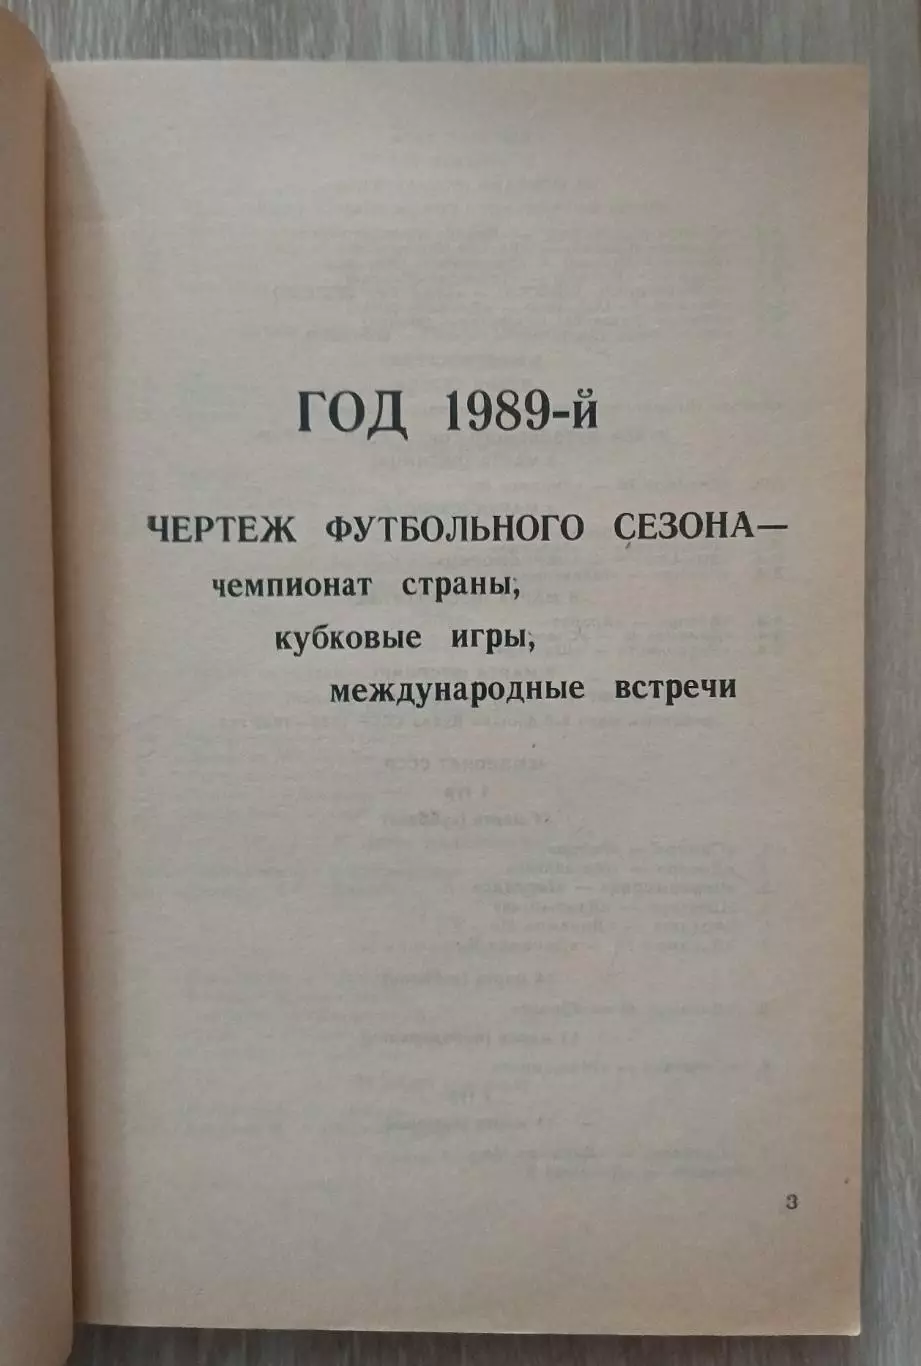 ГОД 1989-й
ЧЕРТЕЖ ФУТБОЛЬНОГО СЕЗОНА—
чемпионат страны,
кубковые игры,
международные встречи
3